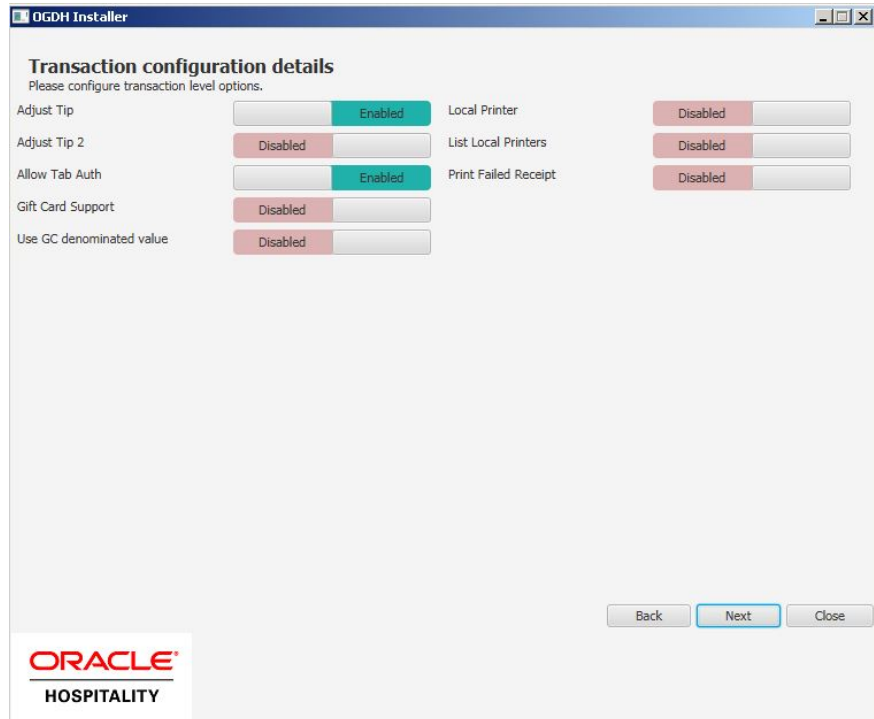 OGDH Installer
Transaction configuration details
Please configure transaction level options.
Adjust Tip Enabled
Adjust Tip 2 Disabled
Allow Tab Auth Enabled
Gift Card Support Disabled
Use GC denominated value Disabled
Local Printer Disabled
List Local Printers Disabled
Print Failed Receipt Disabled
Back Next Close
ORACLE®
HOSPITALITY